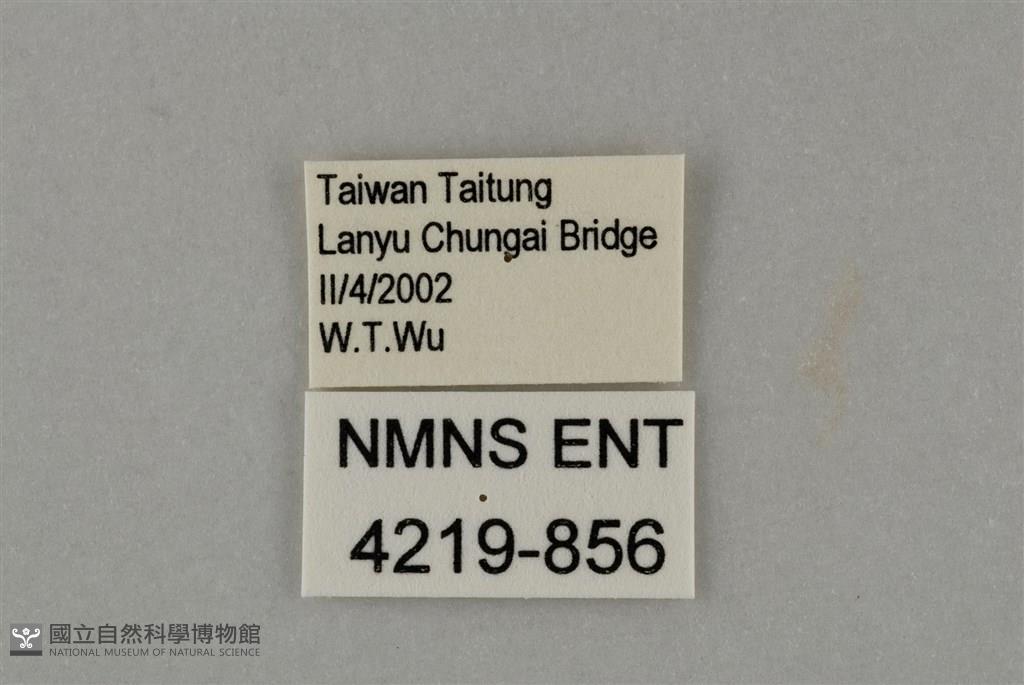 Taiwan Taitung
Lanyu Chungai Bridge
II/4/2002
W.T.Wu
NMNS ENT
4219-856
國立自然科學博物館
NATIONAL MUSEUM OF NATURAL SCIENCE